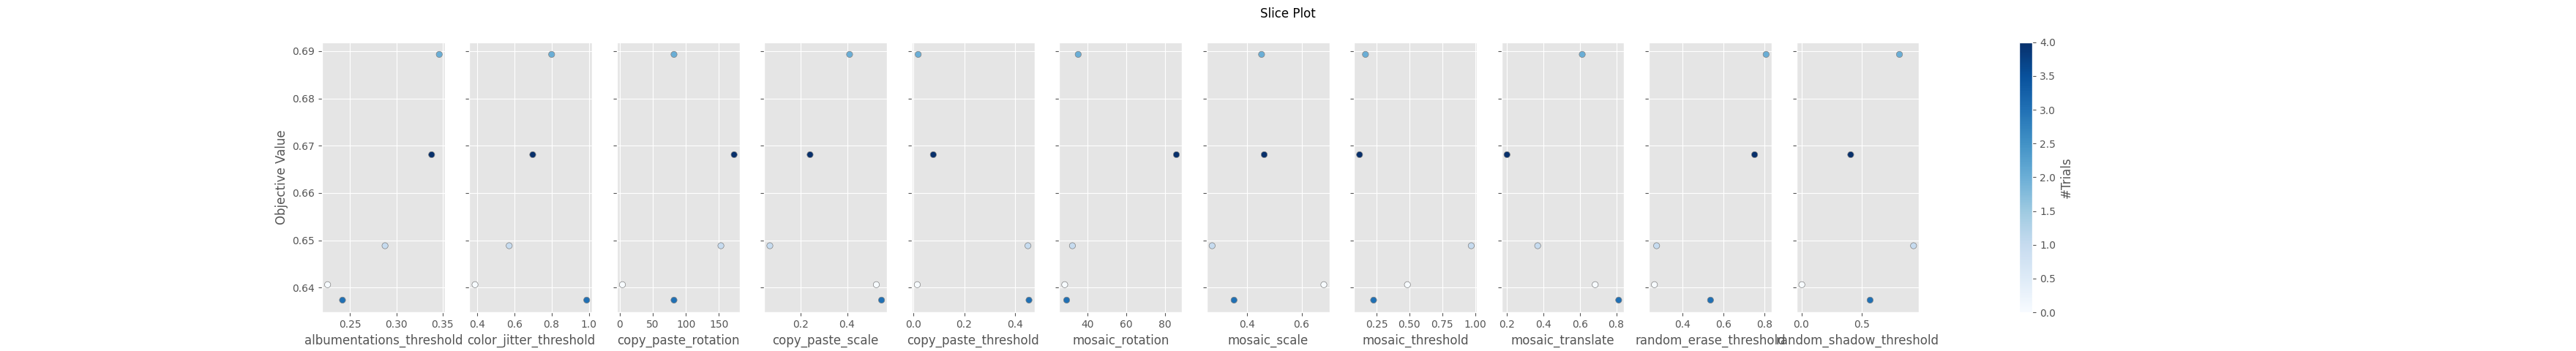 Slice Plot
Objective Value
0.69
0.68
0.67
0.66
0.65
0.64
0.25 0.30 0.35
albumentations_threshold
0.4 0.6 0.8 1.0
color_jitter_threshold
0 50 100 150
copy_paste_rotation
0.2 0.4
copy_paste_scale
0.0 0.2 0.4
copy_paste_threshold
40 60 80
mosaic_rotation
0.4 0.6
mosaic_scale
0.25 0.50 0.75 1.00
mosaic_threshold
0.2 0.4 0.6 0.8
mosaic_translate
0.4 0.6 0.8
random_erase_threshold
0.0 0.5
random_shadow_threshold
4.0
3.5
3.0
2.5
2.0
1.5
1.0
0.5
0.0
#Trials